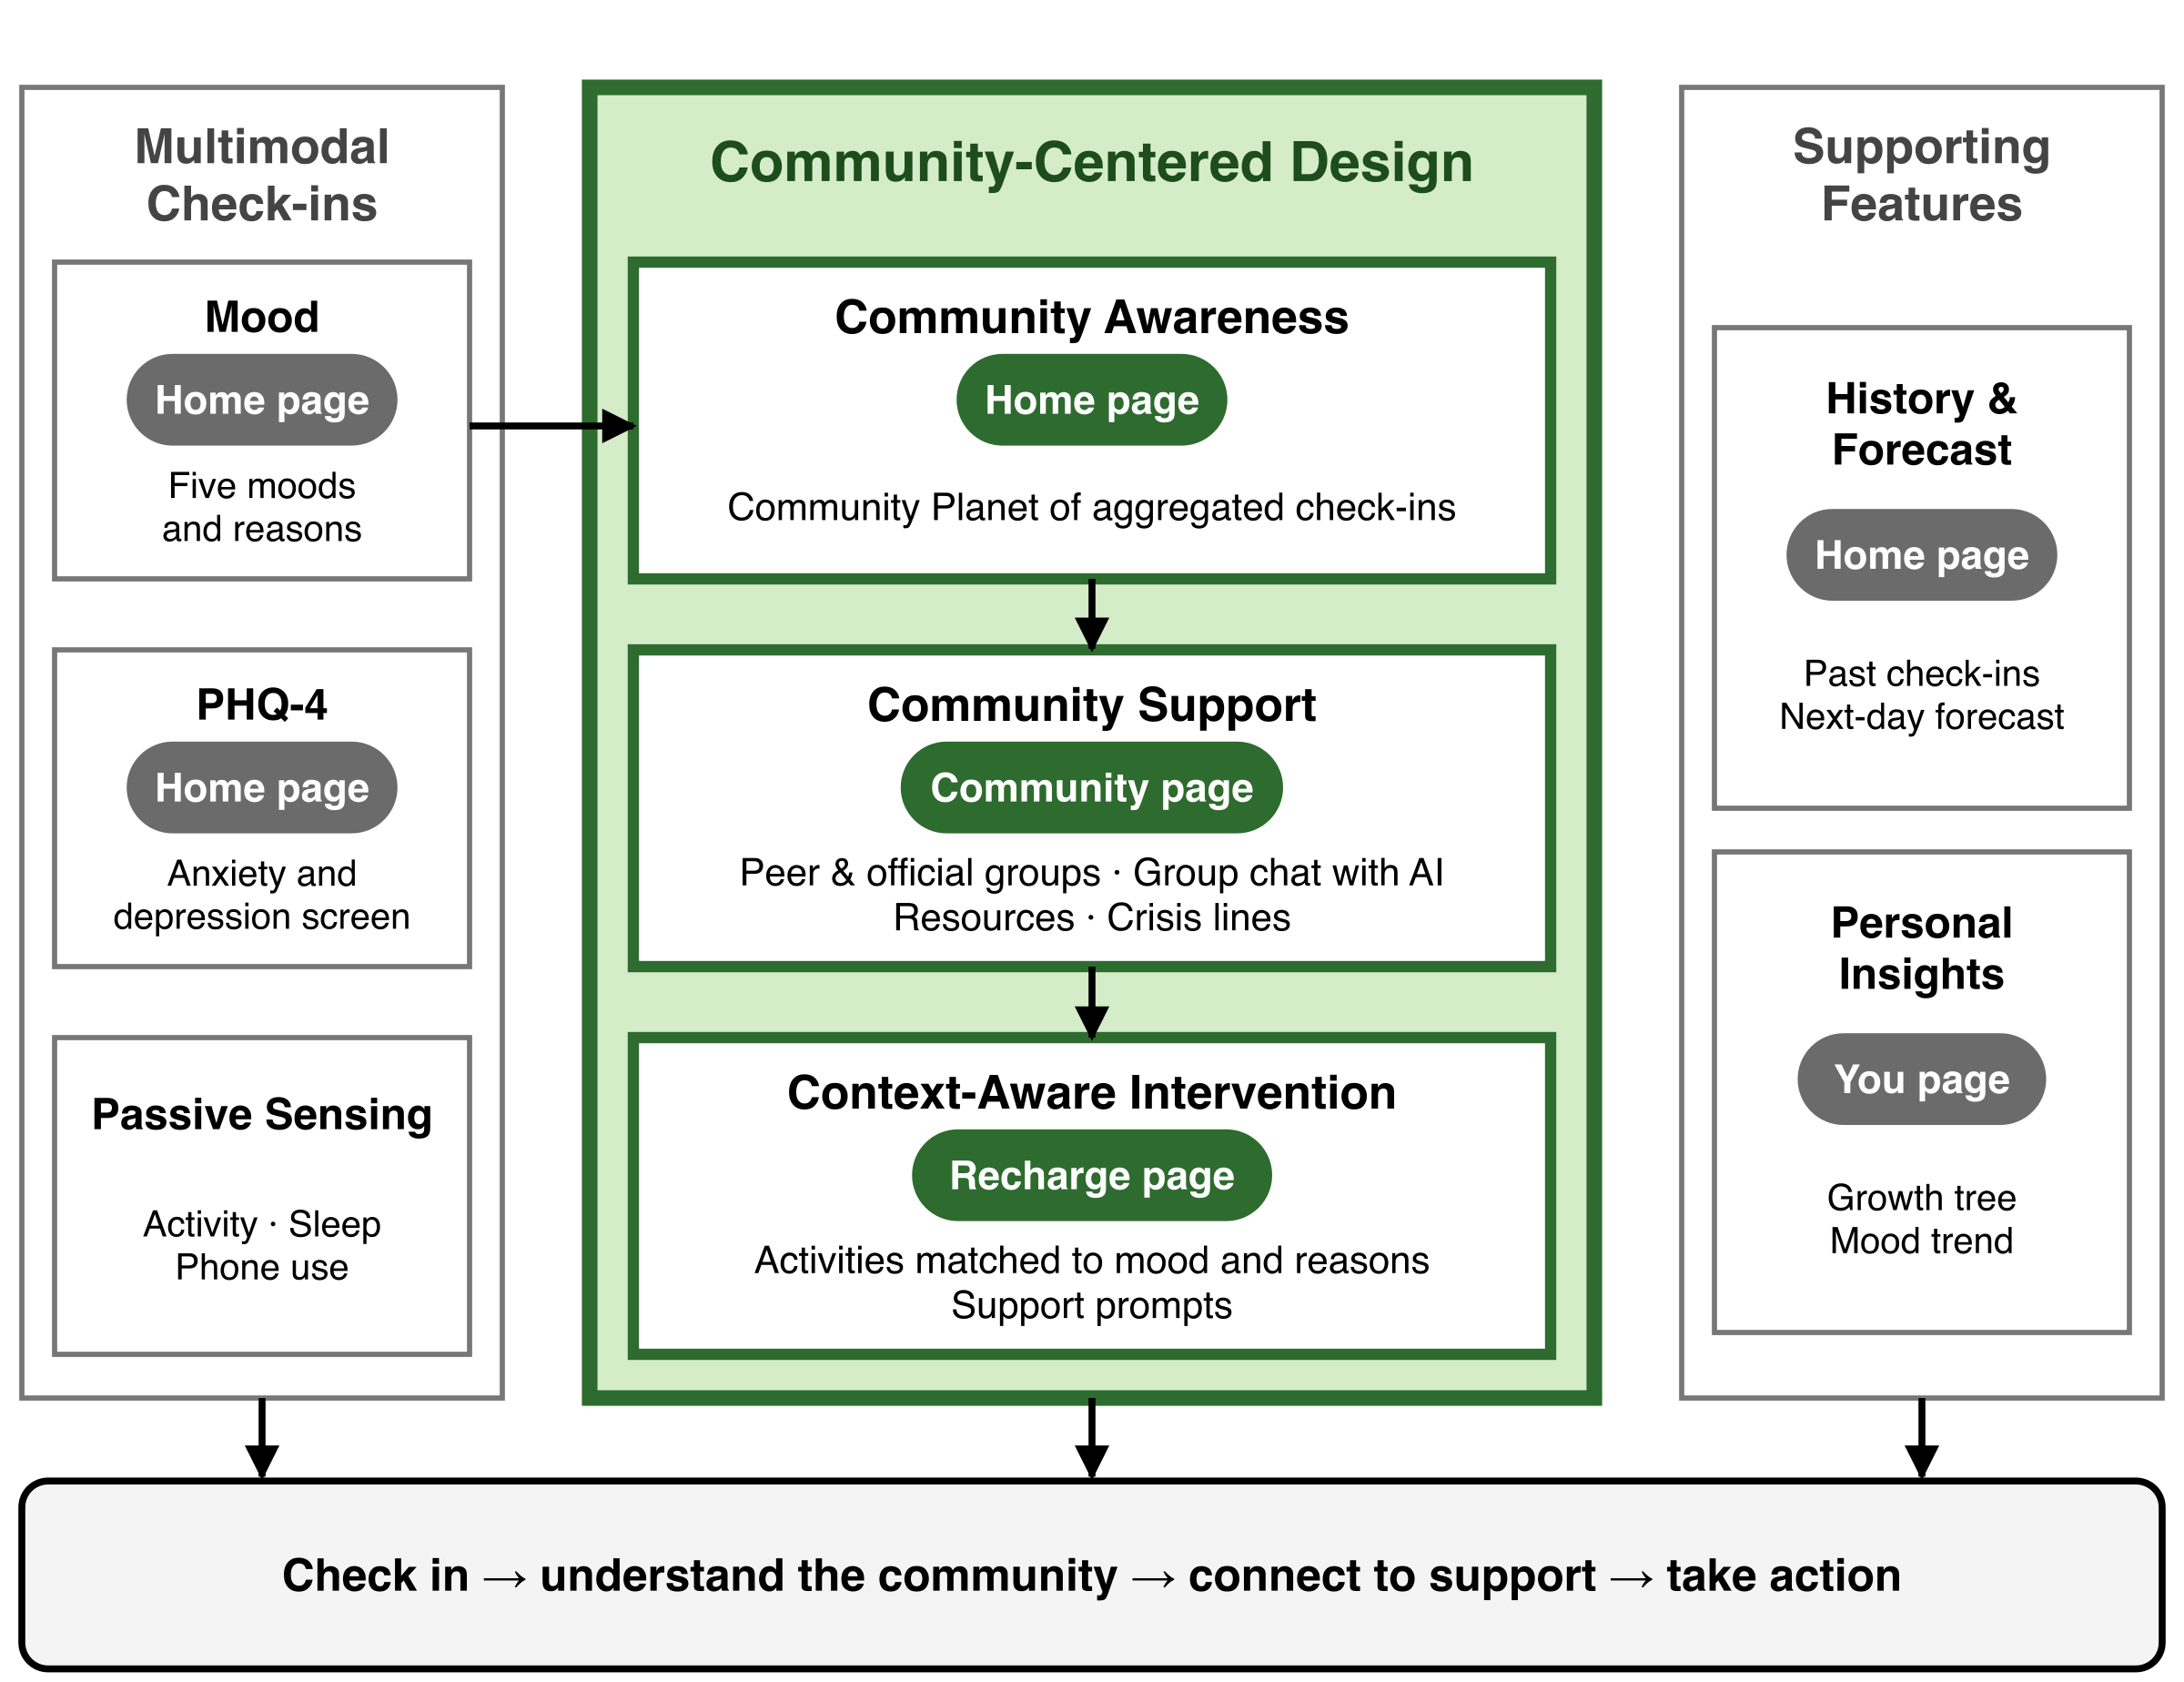 Multimodal
Check-ins
Mood
Home page
Five moods
and reasons
PHQ-4
Home page
Anxiety and
depression screen
Passive Sensing
Activity · Sleep
Phone use
Community-Centered Design
Community Awareness
Home page
Community Planet of aggregated check-ins
Community Support
Community page
Peer & official groups · Group chat with AI
Resources · Crisis lines
Context-Aware Intervention
Recharge page
Activities matched to mood and reasons
Support prompts
Supporting
Features
History &
Forecast
Home page
Past check-ins
Next-day forecast
Personal
Insights
You page
Growth tree
Mood trend
Check in → understand the community → connect to support → take action